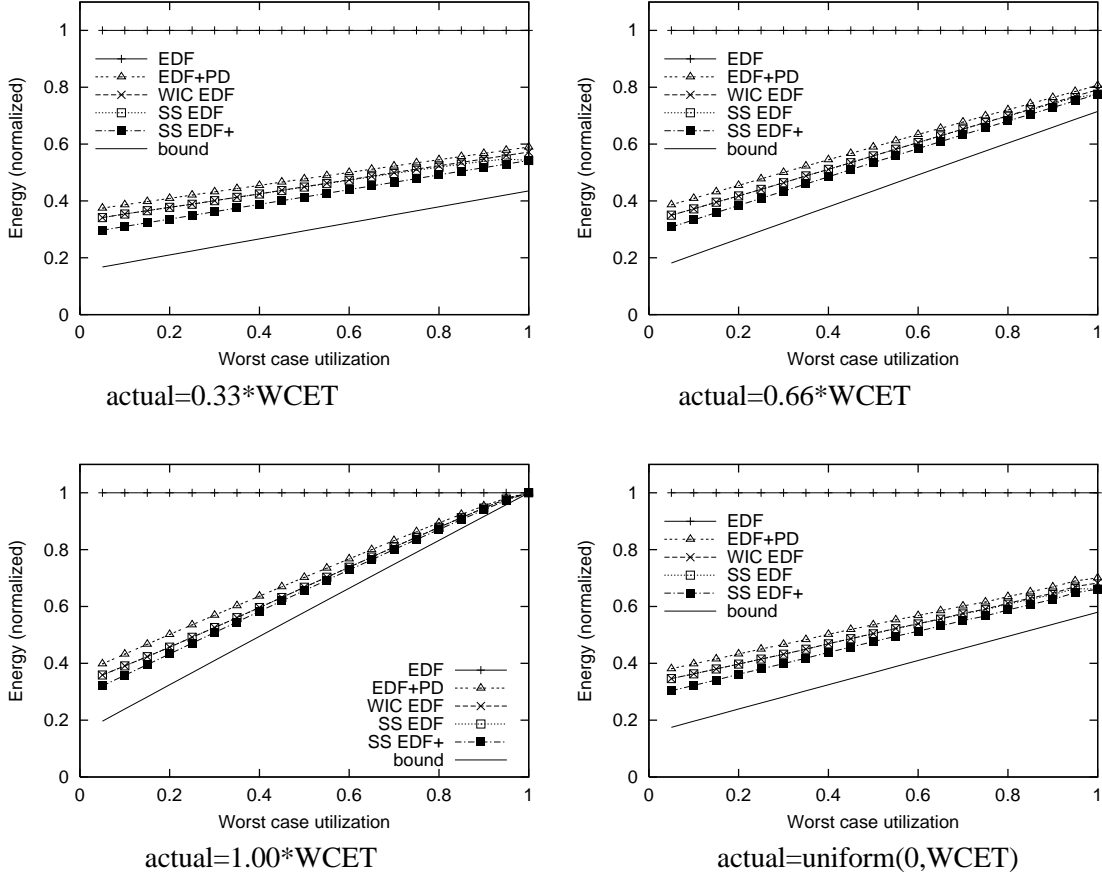 1
0.8
0.6
0.4
0.2
0
Energy (normalized)
EDF
EDF+PD
WIC EDF
SS EDF
SS EDF+
bound
0 0.2 0.4 0.6 0.8 1
Worst case utilization
actual=0.33*WCET
1
0.8
0.6
0.4
0.2
0
Energy (normalized)
EDF
EDF+PD
WIC EDF
SS EDF
SS EDF+
bound
0 0.2 0.4 0.6 0.8 1
Worst case utilization
actual=0.66*WCET
1
0.8
0.6
0.4
0.2
0
Energy (normalized)
EDF
EDF+PD
WIC EDF
SS EDF
SS EDF+
bound
0 0.2 0.4 0.6 0.8 1
Worst case utilization
actual=1.00*WCET
1
0.8
0.6
0.4
0.2
0
Energy (normalized)
EDF
EDF+PD
WIC EDF
SS EDF
SS EDF+
bound
0 0.2 0.4 0.6 0.8 1
Worst case utilization
actual=uniform(0,WCET)